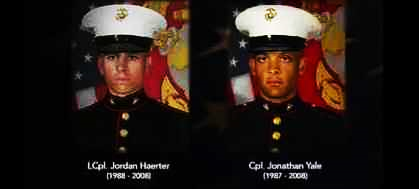 LCpl. Jordan Haerter
(1988 - 2008)
Cpl. Jonathan Yale
(1987 - 2008)